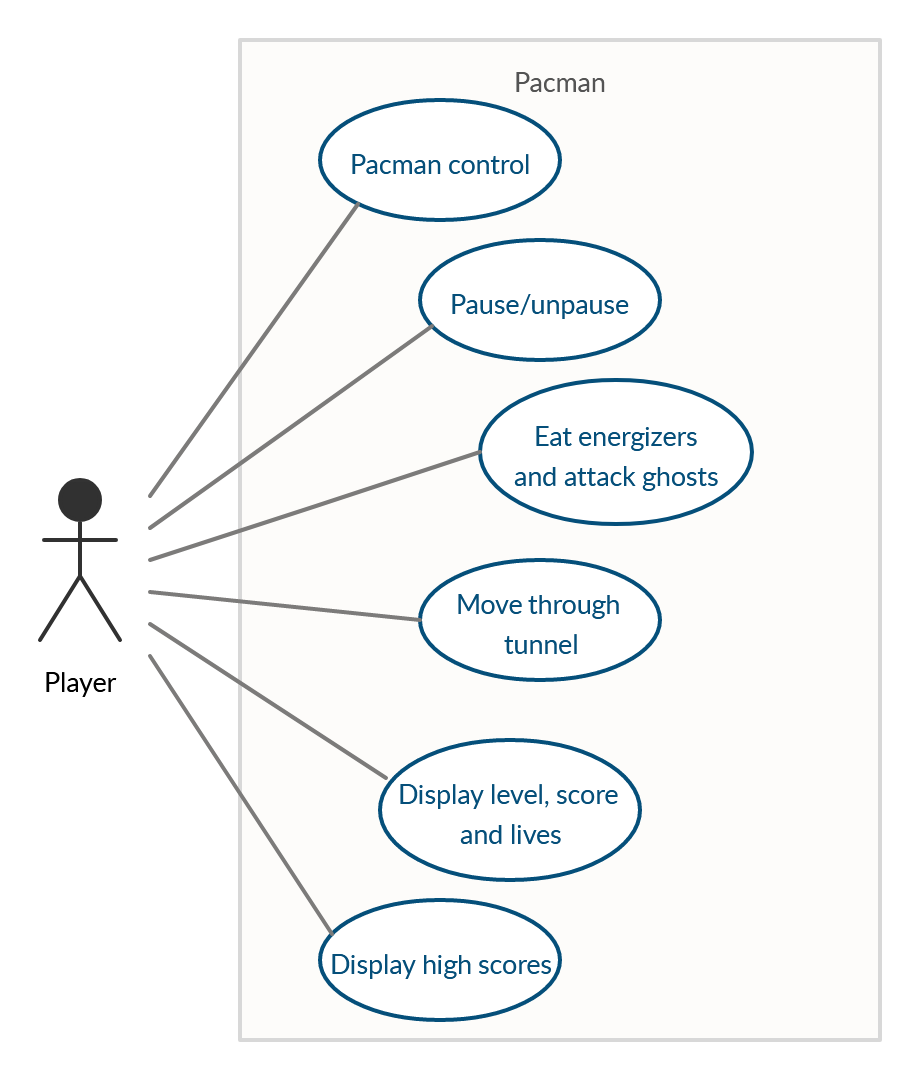 Pacman
Pacman control
Pause/unpause
Eat energizers
and attack ghosts
Move through
tunnel
Player
Display level, score
and lives
Display high scores